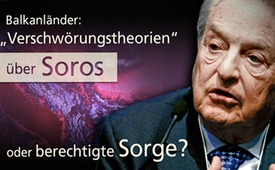 Balkanländer:
„Verschwörungstheorien“
über Soros
oder berechtigte Sorge?